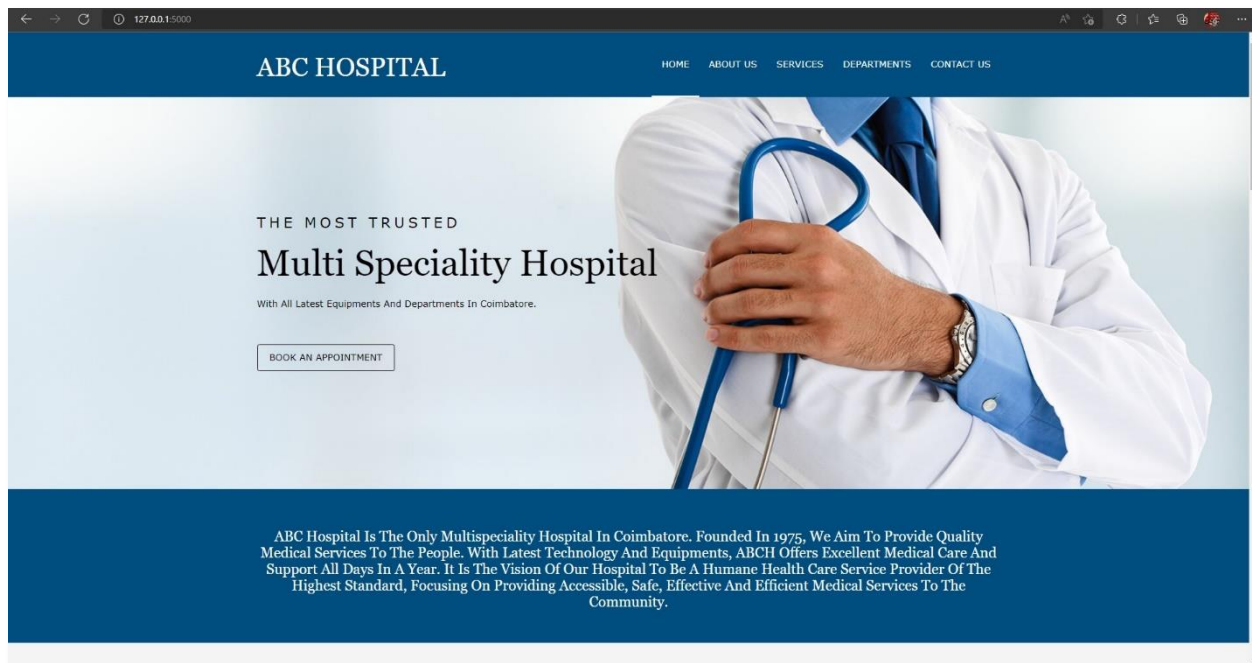 127.0.0.1:5000
ABC HOSPITAL
HOME ABOUT US SERVICES DEPARTMENTS CONTACT US
THE MOST TRUSTED
Multi Speciality Hospital
With All Latest Equipments And Departments In Coimbatore.
BOOK AN APPOINTMENT
ABC Hospital Is The Only Multispeciality Hospital In Coimbatore. Founded In 1975, We Aim To Provide Quality
Medical Services To The People. With Latest Technology And Equipments, ABCH Offers Excellent Medical Care And
Support All Days In A Year. It Is The Vision Of Our Hospital To Be A Humane Health Care Service Provider Of The
Highest Standard, Focusing On Providing Accessible, Safe, Effective And Efficient Medical Services To The
Community.